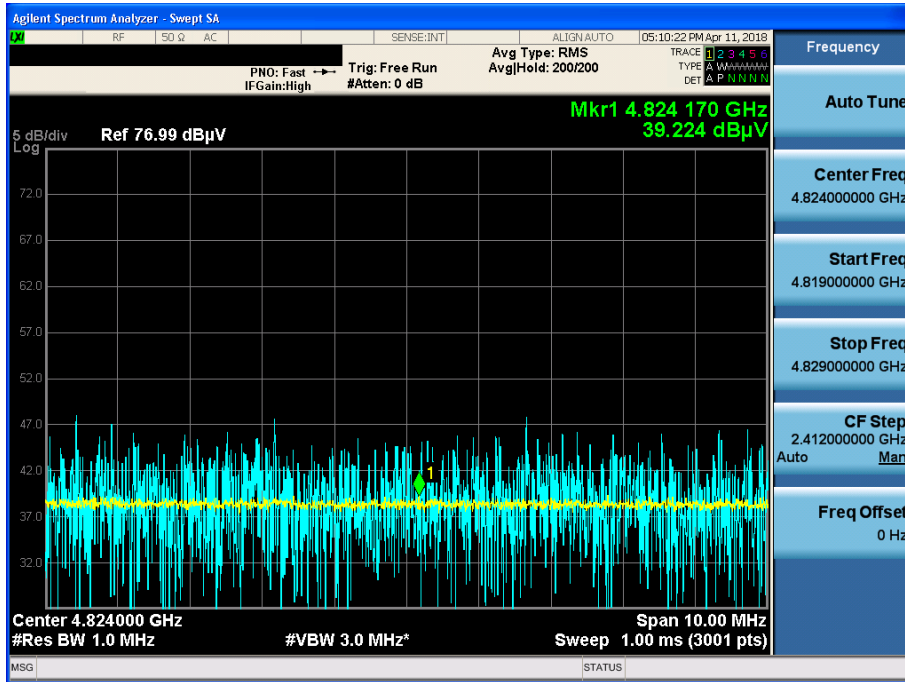 Agilent Spectrum Analyzer - Swept SA
LXI RF 50 Ω AC SENSE:INT ALIGN AUTO 05:10:22 PM Apr 11, 2018
PNO: Fast
IFGain:High
Trig: Free Run
#Atten: 0 dB
Avg Type: RMS
Avg|Hold: 200/200
TRACE 1 2 3 4 5 6
TYPE A WWWWW
DET A P N N N N
Mkr1 4.824 170 GHz
39.224 dBµV
5 dB/div Ref 76.99 dBµV
Log
72.0
67.0
62.0
57.0
52.0
47.0
42.0
37.0
32.0
1
Center 4.824000 GHz Span 10.00 MHz
#Res BW 1.0 MHz #VBW 3.0 MHz* Sweep 1.00 ms (3001 pts)
MSG STATUS
Frequency
Auto Tune
Center Freq
4.824000000 GHz
Start Freq
4.819000000 GHz
Stop Freq
4.829000000 GHz
CF Step
2.412000000 GHz
Auto Man
Freq Offset
0 Hz